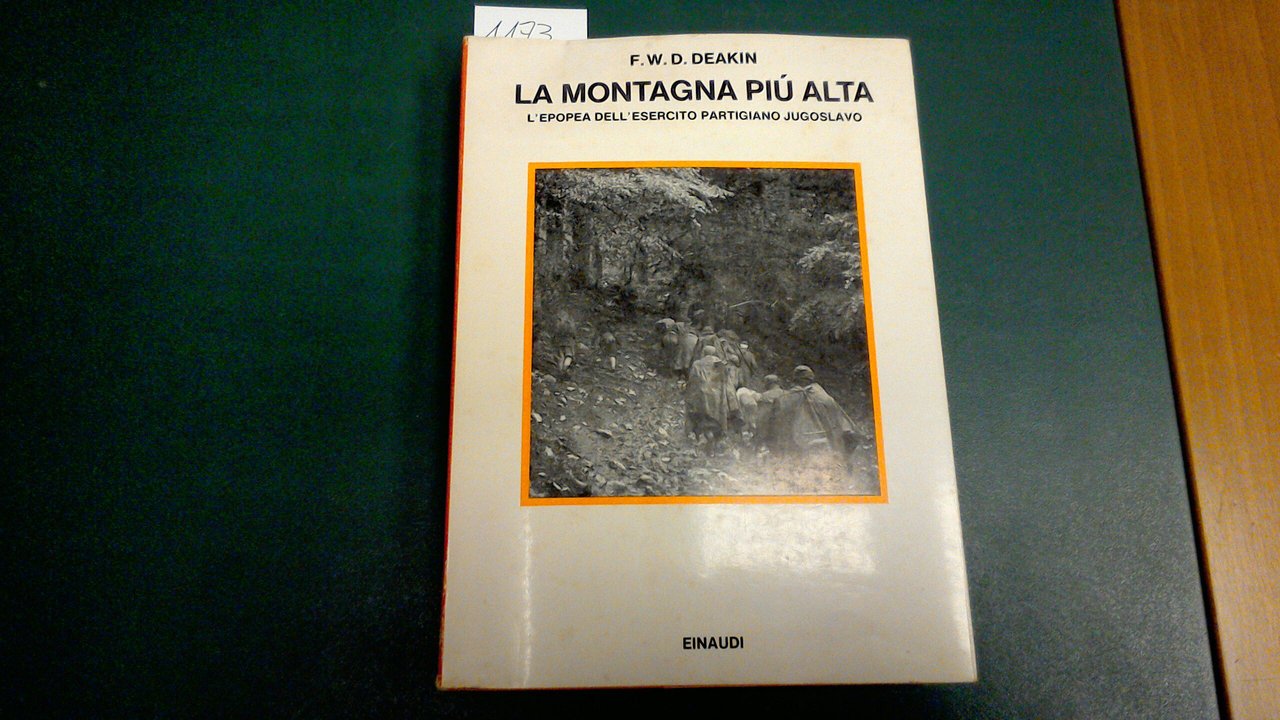 1173
F. W. D. DEAKIN
LA MONTAGNA PIÚ ALTA
L'EPOPEA DELL'ESERCITO PARTIGIANO JUGOSLAVO
EINAUDI